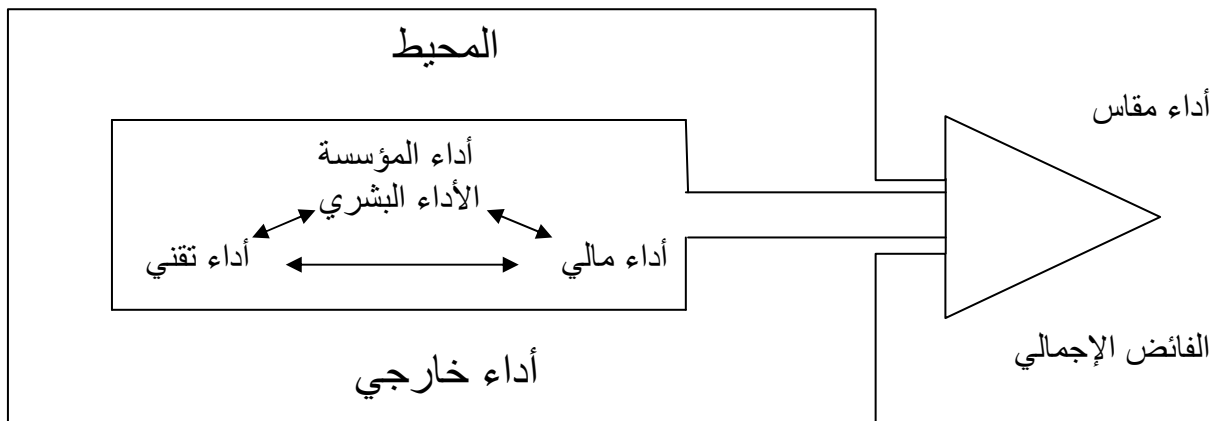 المحيط
أداء مقاس
أداء المؤسسة
الأداء البشري
أداء مالي
أداء تقني
الفائض الإجمالي
أداء خارجي